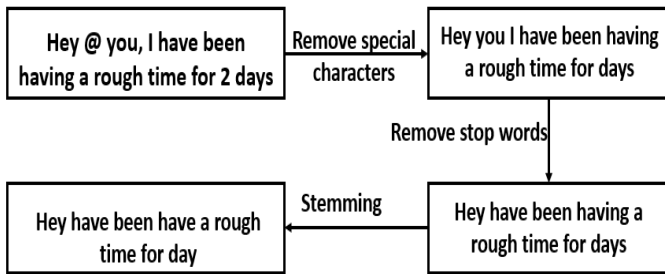 Hey @ you, I have been
having a rough time for 2 days
Remove special
characters
Hey you I have been having
a rough time for days
Remove stop words
Hey have been having a
rough time for days
Stemming
Hey have been have a rough
time for day